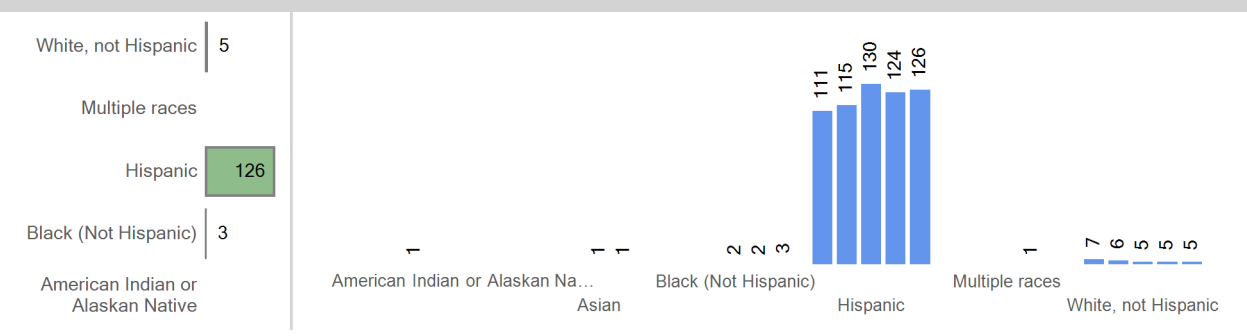 White, not Hispanic 5
Multiple races
Hispanic 126
Black (Not Hispanic) 3
American Indian or
Alaskan Native
1
1 1
2 2 3
111 115 130 124 126
1
7 6 5 5 5
American Indian or Alaskan Na…
Asian
Black (Not Hispanic)
Hispanic
Multiple races
White, not Hispanic